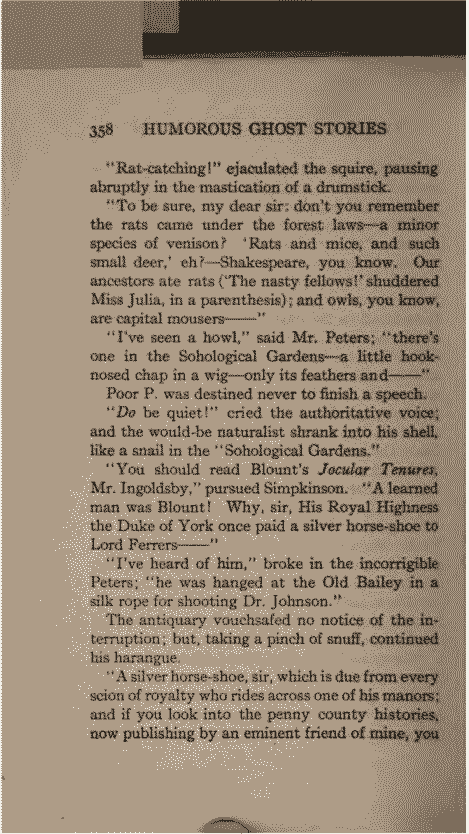 358 HUMOROUS GHOST STORIES
"Rat-catching!" ejaculated the squire, pausing
abruptly in the mastication of a drumstick.
"To be sure, my dear sir: don't you remember
the rats came under the forest laws—a minor
species of venison? 'Rats and mice, and such
small deer,' eh?—Shakespeare, you know. Our
ancestors ate rats ('The nasty fellows!' shuddered
Miss Julia, in a parenthesis); and owls, you know,
are capital mousers——"
"I've seen a howl," said Mr. Peters; "there's
one in the Sohological Gardens—a little hook-
nosed chap in a wig—only its feathers and——"
Poor P. was destined never to finish a speech.
"Do be quiet!" cried the authoritative voice;
and the would-be naturalist shrank into his shell,
like a snail in the "Sohological Gardens."
"You should read Blount's Jocular Tenures,
Mr. Ingoldsby," pursued Simpkinson. "A learned
man was Blount! Why, sir, His Royal Highness
the Duke of York once paid a silver horse-shoe to
Lord Ferrers——"
"I've heard of him," broke in the incorrigible
Peters; "he was hanged at the Old Bailey in a
silk rope for shooting Dr. Johnson."
The antiquary vouchsafed no notice of the in-
terruption; but, taking a pinch of snuff, continued
his harangue.
"A silver horse-shoe, sir, which is due from every
scion of royalty who rides across one of his manors;
and if you look into the penny county histories,
now publishing by an eminent friend of mine, you